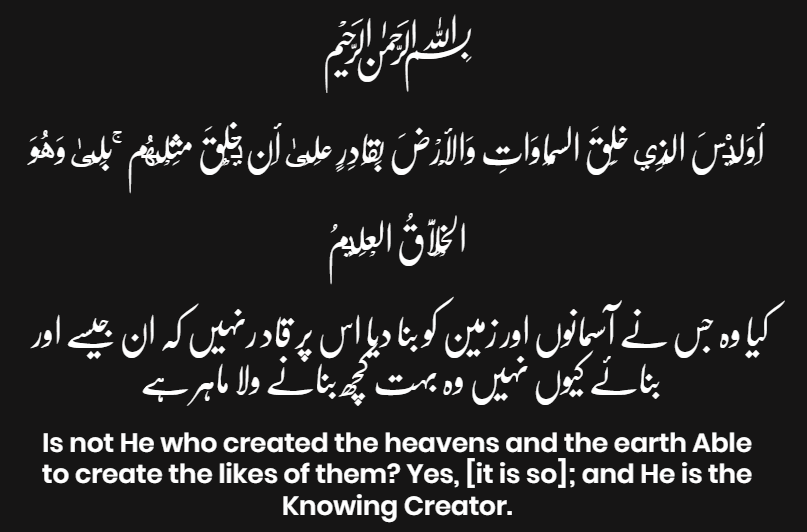 بِسْمِ اللهِ الرَّحْمٰنِ الرَّحِيْمِ
أَوَلَيْسَ الَّذِي خَلَقَ السَّمَاوَاتِ وَالْأَرْضَ بِقَادِرٍ عَلَىٰ أَن يَخْلُقَ مِثْلَهُم ۚ بَلَىٰ وَهُوَ
الْخَلَّاقُ الْعَلِيمُ
کیا وہ جس نے آسمانوں اور زمین کو بنا دیا اس پر قادر نہیں کہ ان جیسے اور
بنائے کیوں نہیں وہ بہت کچھ بنانے ولا ماہر ہے
Is not He who created the heavens and the earth Able
to create the likes of them? Yes, [it is so]; and He is the
Knowing Creator.